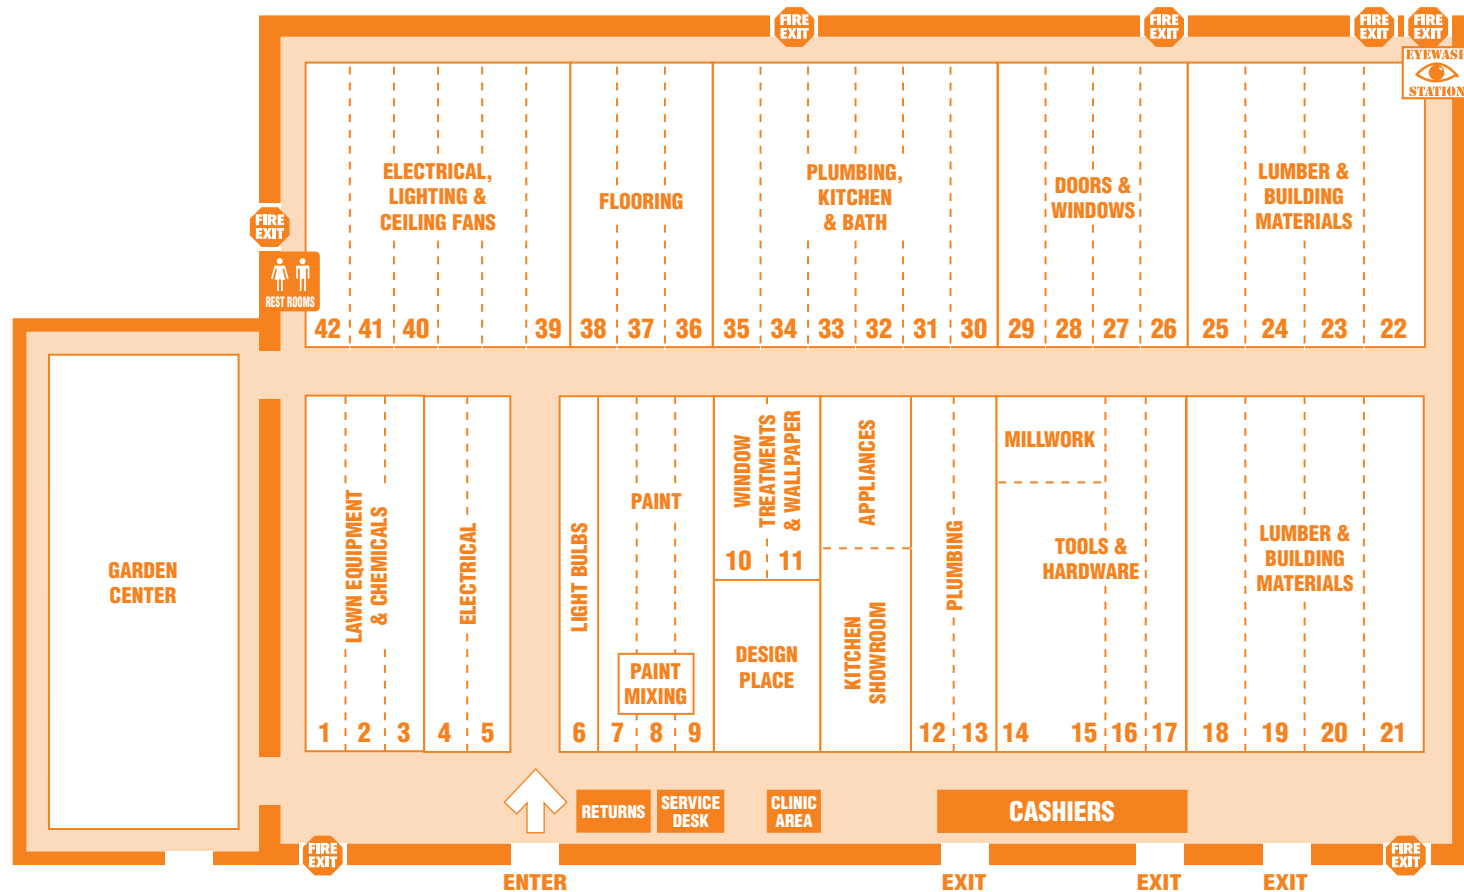 FIRE
EXIT
FIRE
EXIT
FIRE
EXIT
FIRE
EXIT
EYEWASH
STATION
ELECTRICAL,
LIGHTING &
CEILING FANS
FLOORING
PLUMBING,
KITCHEN
& BATH
DOORS &
WINDOWS
LUMBER &
BUILDING
MATERIALS
FIRE
EXIT
REST ROOMS
42 41 40 39 38 37 36 35 34 33 32 31 30 29 28 27 26 25 24 23 22
GARDEN
CENTER
LAWN EQUIPMENT
& CHEMICALS
ELECTRICAL
LIGHT BULBS
PAINT
PAINT
MIXING
WINDOW
TREATMENTS
& WALLPAPER
10 11
DESIGN
PLACE
APPLIANCES
KITCHEN
SHOWROOM
PLUMBING
MILLWORK
TOOLS &
HARDWARE
LUMBER &
BUILDING
MATERIALS
1 2 3 4 5 6 7 8 9 12 13 14 15 16 17 18 19 20 21
RETURNS
SERVICE
DESK
CLINIC
AREA
CASHIERS
FIRE
EXIT
FIRE
EXIT
ENTER
EXIT
EXIT
EXIT